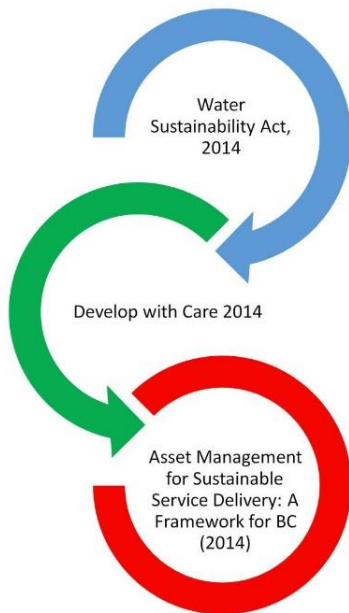 Water
Sustainability Act,
2014
Develop with Care 2014
Asset Management
for Sustainable
Service Delivery: A
Framework for BC
(2014)